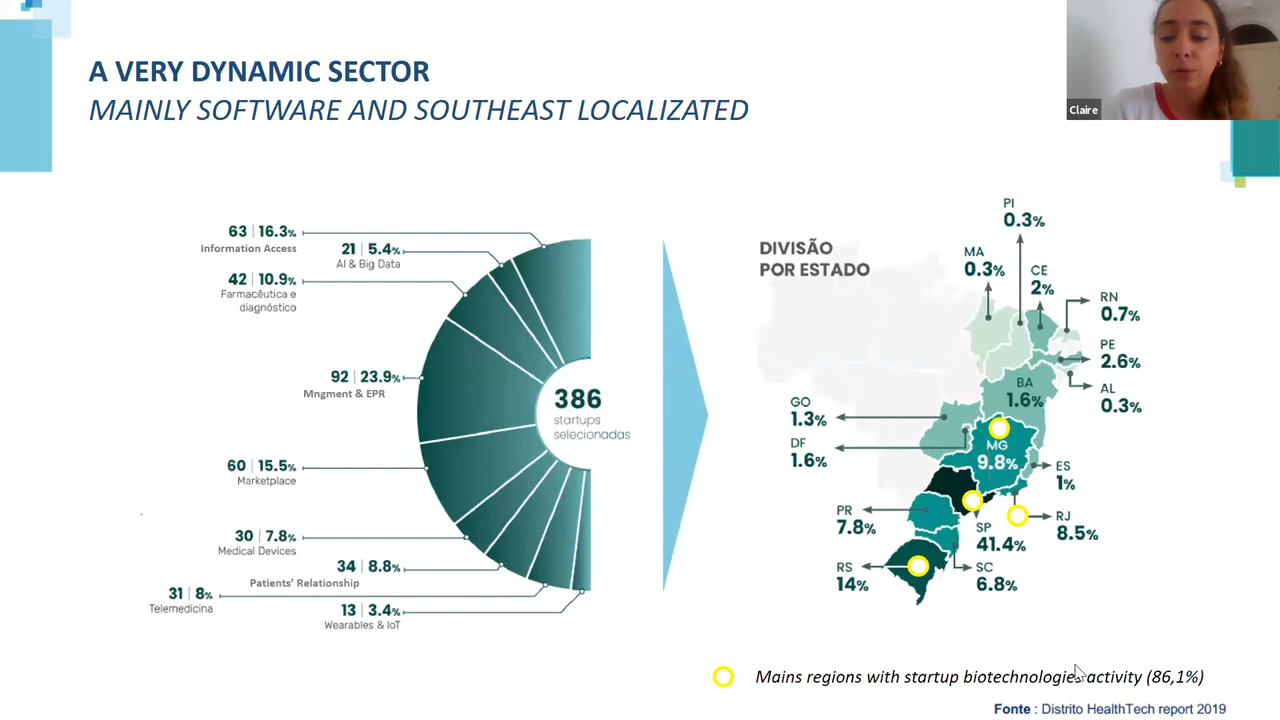 A VERY DYNAMIC SECTOR
MAINLY SOFTWARE AND SOUTHEAST LOCALIZATED
Claire
63 | 16.3%
Information Access
21 | 5.4%
AI & Big Data
42 | 10.9%
Farmacêutica e
diagnóstico
92 | 23.9%
Mngment & EPR
60 | 15.5%
Marketplace
30 | 7.8%
Medical Devices
34 | 8.8%
Patients' Relationship
31 | 8%
Telemedicina
13 | 3.4%
Wearables & IoT
386
startups
selecionadas
DIVISÃO
POR ESTADO
PI
0.3%
MA
0.3%
CE
2%
RN
0.7%
PE
2.6%
AL
0.3%
BA
1.6%
GO
1.3%
DF
1.6%
MG
9.8%
ES
1%
RJ
8.5%
SP
41.4%
PR
7.8%
SC
6.8%
RS
14%
Mains regions with startup biotechnologies activity (86,1%)
Fonte : Distrito HealthTech report 2019